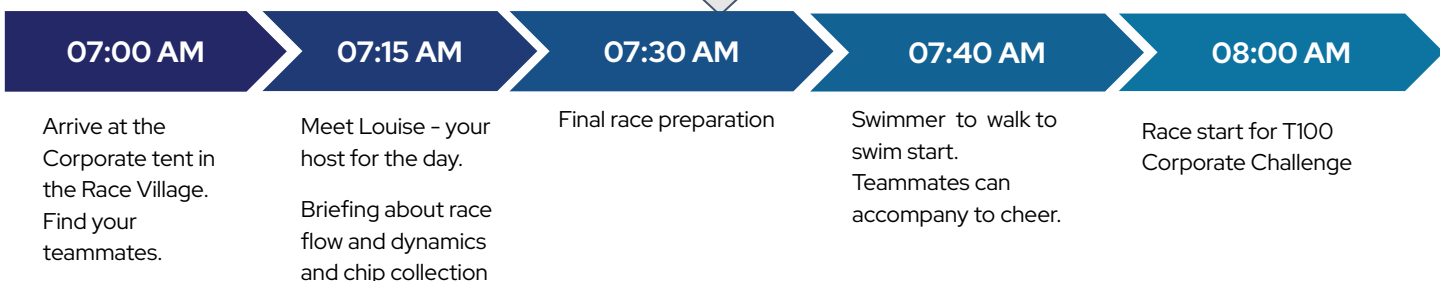 07:00 AM
Arrive at the
Corporate tent in
the Race Village.
Find your
teammates.
07:15 AM
Meet Louise - your
host for the day.
Briefing about race
flow and dynamics
and chip collection
07:30 AM
Final race preparation
07:40 AM
Swimmer to walk to
swim start.
Teammates can
accompany to cheer.
08:00 AM
Race start for T100
Corporate Challenge